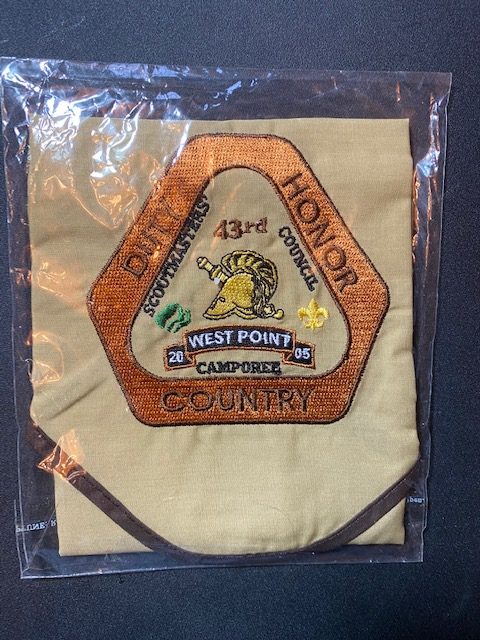 DUTY
HONOR
COUNTRY
SCOUTMASTERS'
43rd
COUNCIL
WEST POINT
20 05
CAMPOREE